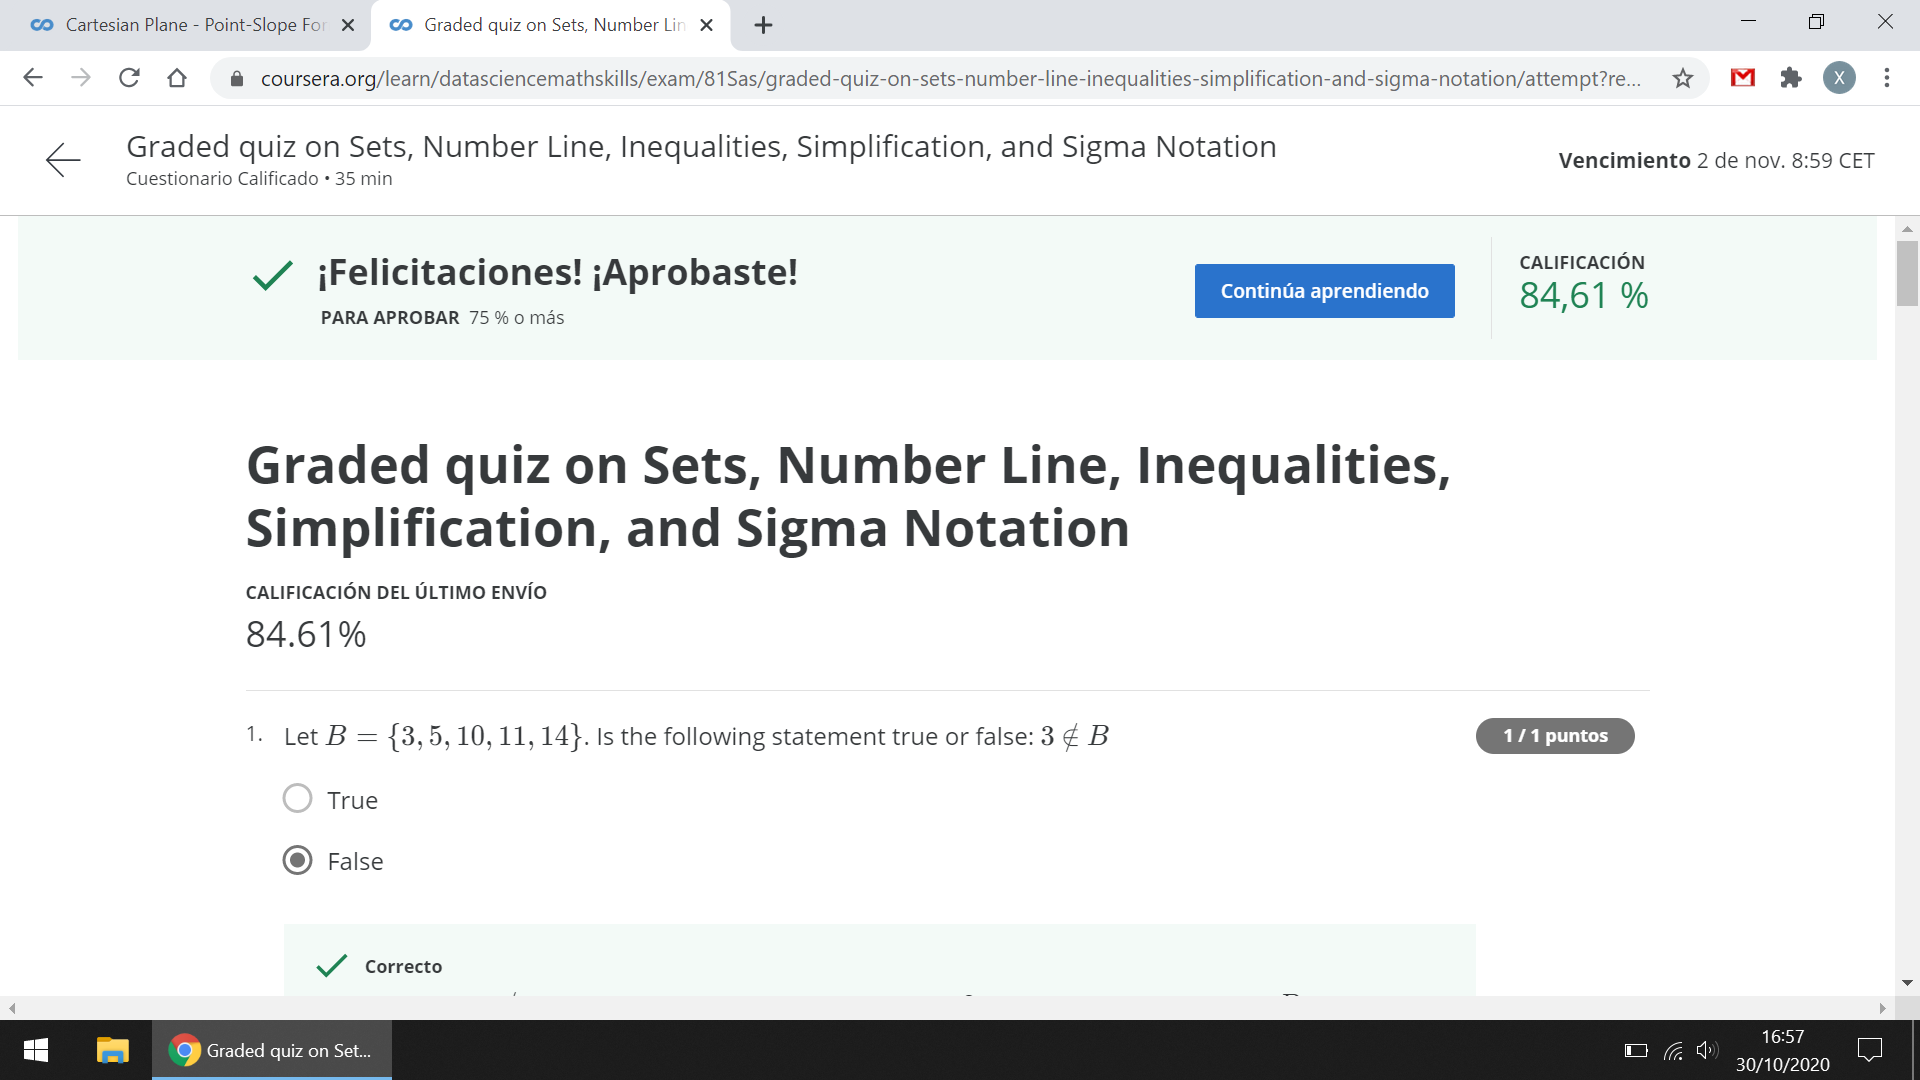 Cartesian Plane - Point-Slope For
Graded quiz on Sets, Number Lin
coursera.org/learn/datasciencemathskills/exam/81Sas/graded-quiz-on-sets-number-line-inequalities-simplification-and-sigma-notation/attempt?re...
X
Graded quiz on Sets, Number Line, Inequalities, Simplification, and Sigma Notation
Cuestionario Calificado • 35 min
Vencimiento 2 de nov. 8:59 CET
¡Felicitaciones! ¡Aprobaste!
PARA APROBAR 75 % o más
Continúa aprendiendo
CALIFICACIÓN
84,61 %
Graded quiz on Sets, Number Line, Inequalities,
Simplification, and Sigma Notation
CALIFICACIÓN DEL ÚLTIMO ENVÍO
84.61%
1. Let B = {3, 5, 10, 11, 14}. Is the following statement true or false: 3 ∉ B
1 / 1 puntos
True
False
Correcto
Graded quiz on Set...
16:57
30/10/2020